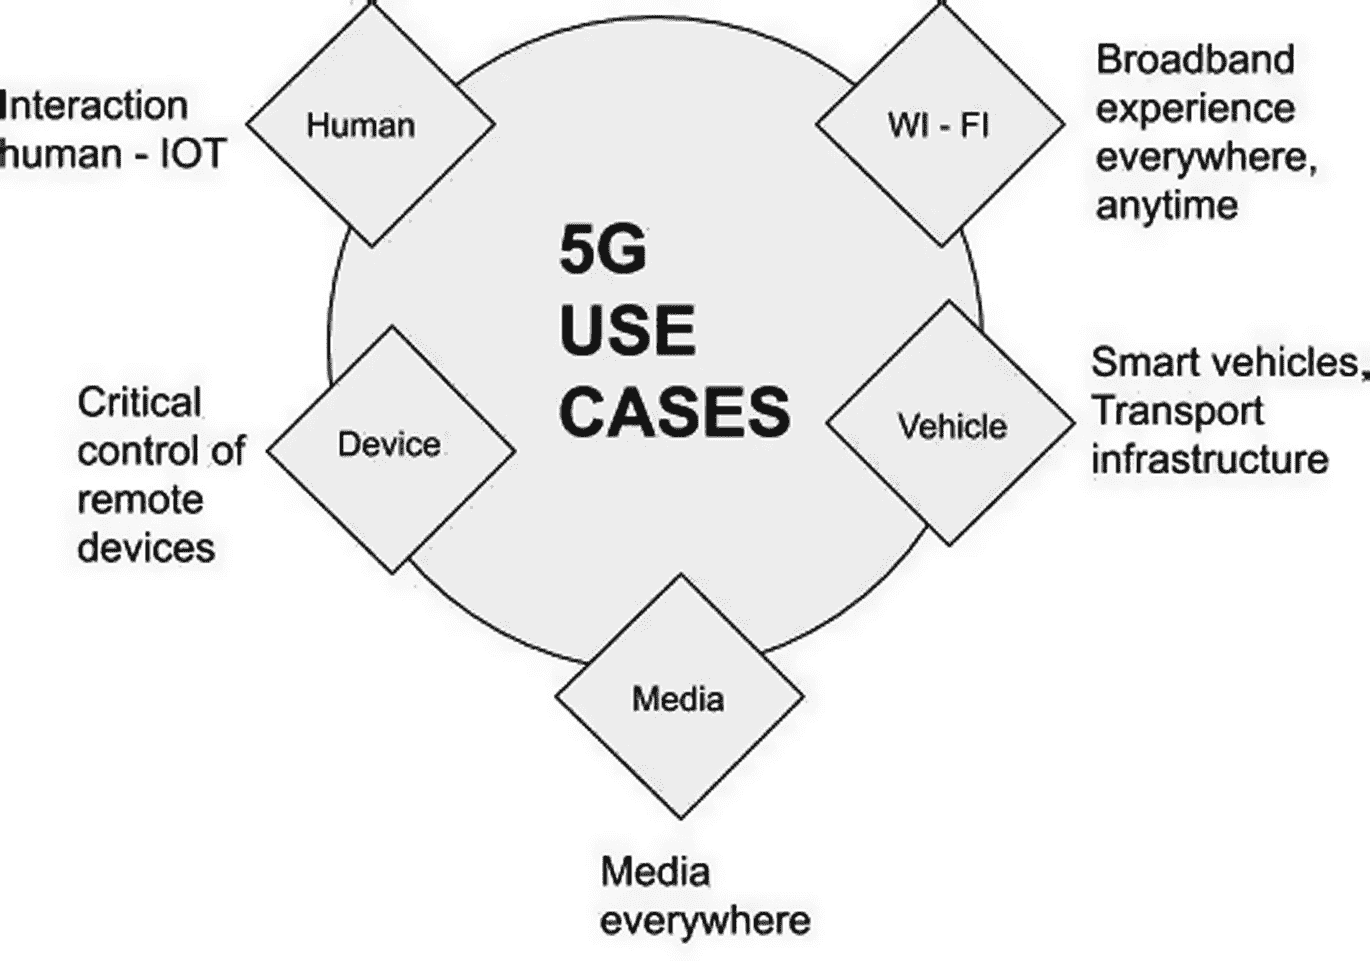 Interaction
human - IOT
Human
WI - FI
Broadband
experience
everywhere,
anytime
5G
USE
CASES
Critical
control of
remote
devices
Device
Vehicle
Smart vehicles,
Transport
infrastructure
Media
Media
everywhere